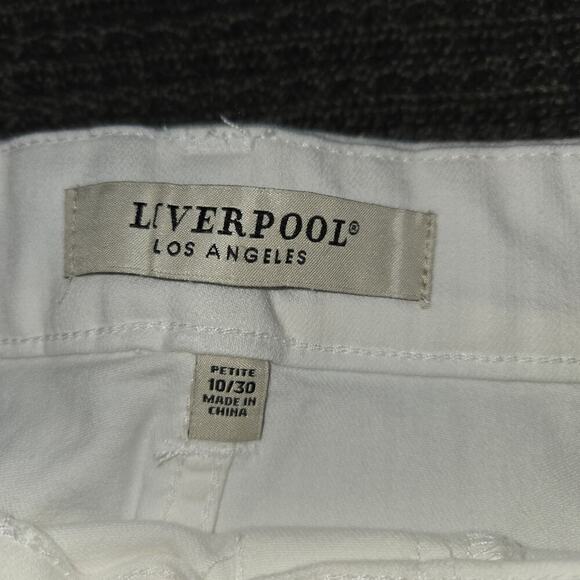 LIVERPOOL®
LOS ANGELES
PETITE
10/30
MADE IN
CHINA